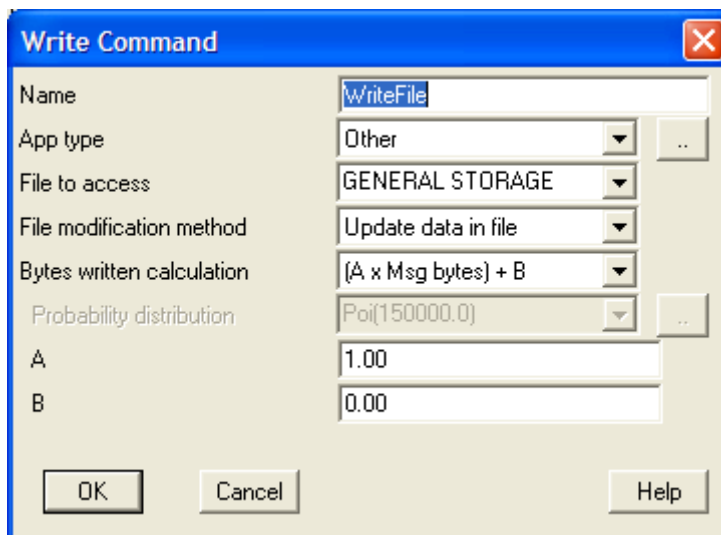 Write Command
Name WriteFile
App type Other ..
File to access GENERAL STORAGE
File modification method Update data in file
Bytes written calculation (A x Msg bytes) + B
Probability distribution Poi(150000.0) ..
A 1.00
B 0.00
OK Cancel Help